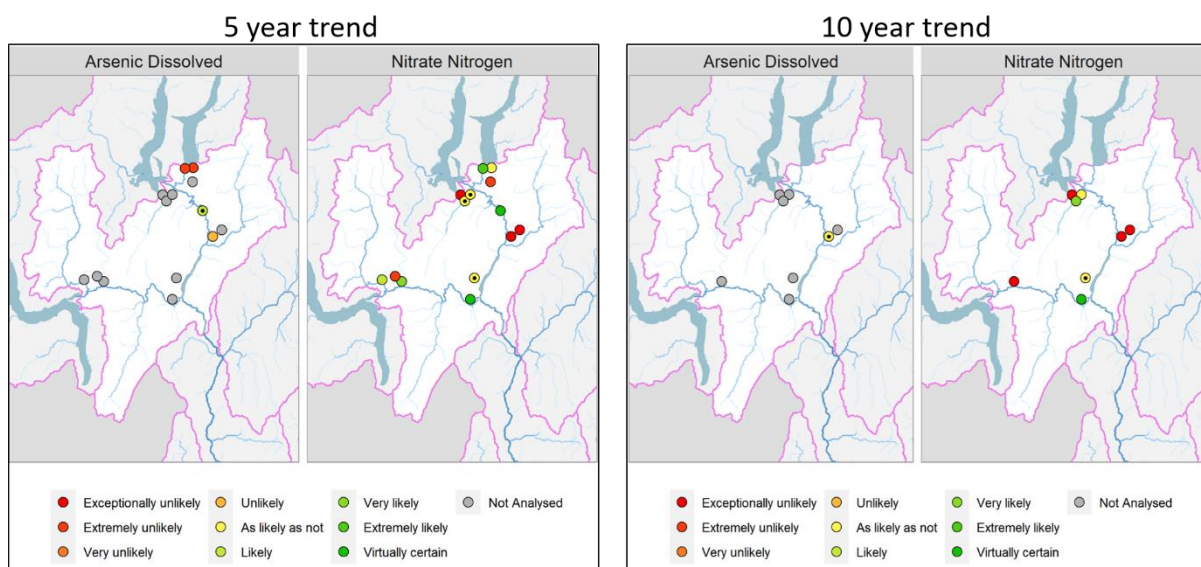 5 year trend
10 year trend
Arsenic Dissolved
Nitrate Nitrogen
Arsenic Dissolved
Nitrate Nitrogen
Exceptionally unlikely
Unlikely
Very likely
Not Analysed
Extremely unlikely
As likely as not
Extremely likely
Very unlikely
Likely
Virtually certain
Exceptionally unlikely
Unlikely
Very likely
Not Analysed
Extremely unlikely
As likely as not
Extremely likely
Very unlikely
Likely
Virtually certain